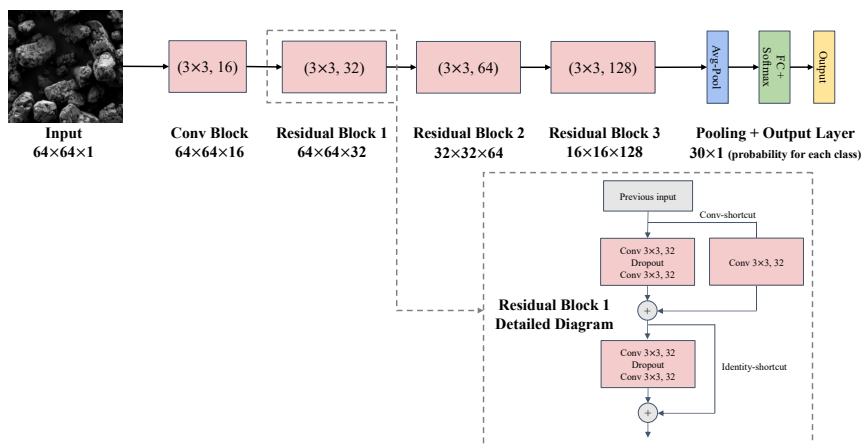 (3×3, 16)
(3×3, 32)
(3×3, 64)
(3×3, 128)
Avg-Pool
FC +
Softmax
Output
Input
64×64×1
Conv Block
64×64×16
Residual Block 1
64×64×32
Residual Block 2
32×32×64
Residual Block 3
16×16×128
Pooling + Output Layer
30×1 (probability for each class)
Previous input
Conv-shortcut
Conv 3×3, 32
Dropout
Conv 3×3, 32
Conv 3×3, 32
+
Residual Block 1
Detailed Diagram
Conv 3×3, 32
Dropout
Conv 3×3, 32
Identity-shortcut
+